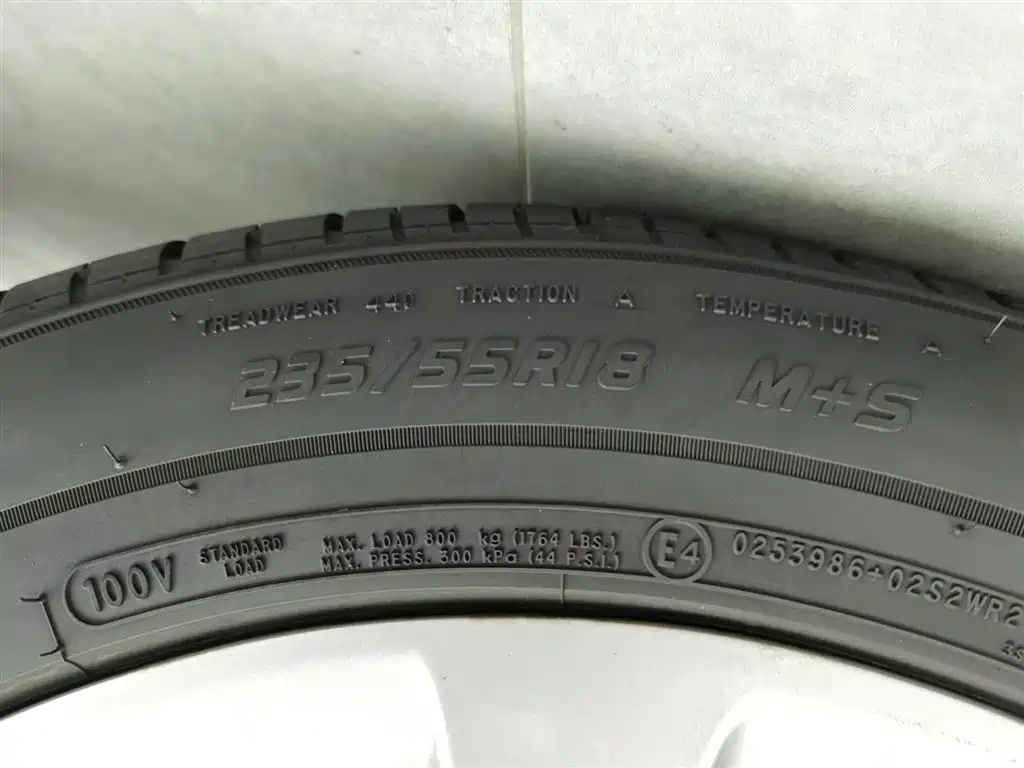 TREADWEAR 440 TRACTION A TEMPERATURE A
235/55R18 M+S
100V STANDARD LOAD
MAX. LOAD 800 kg (1764 LBS.)
MAX. PRESS. 300 kPa (44 P.S.I.)
E4 0253986+02S2WR2